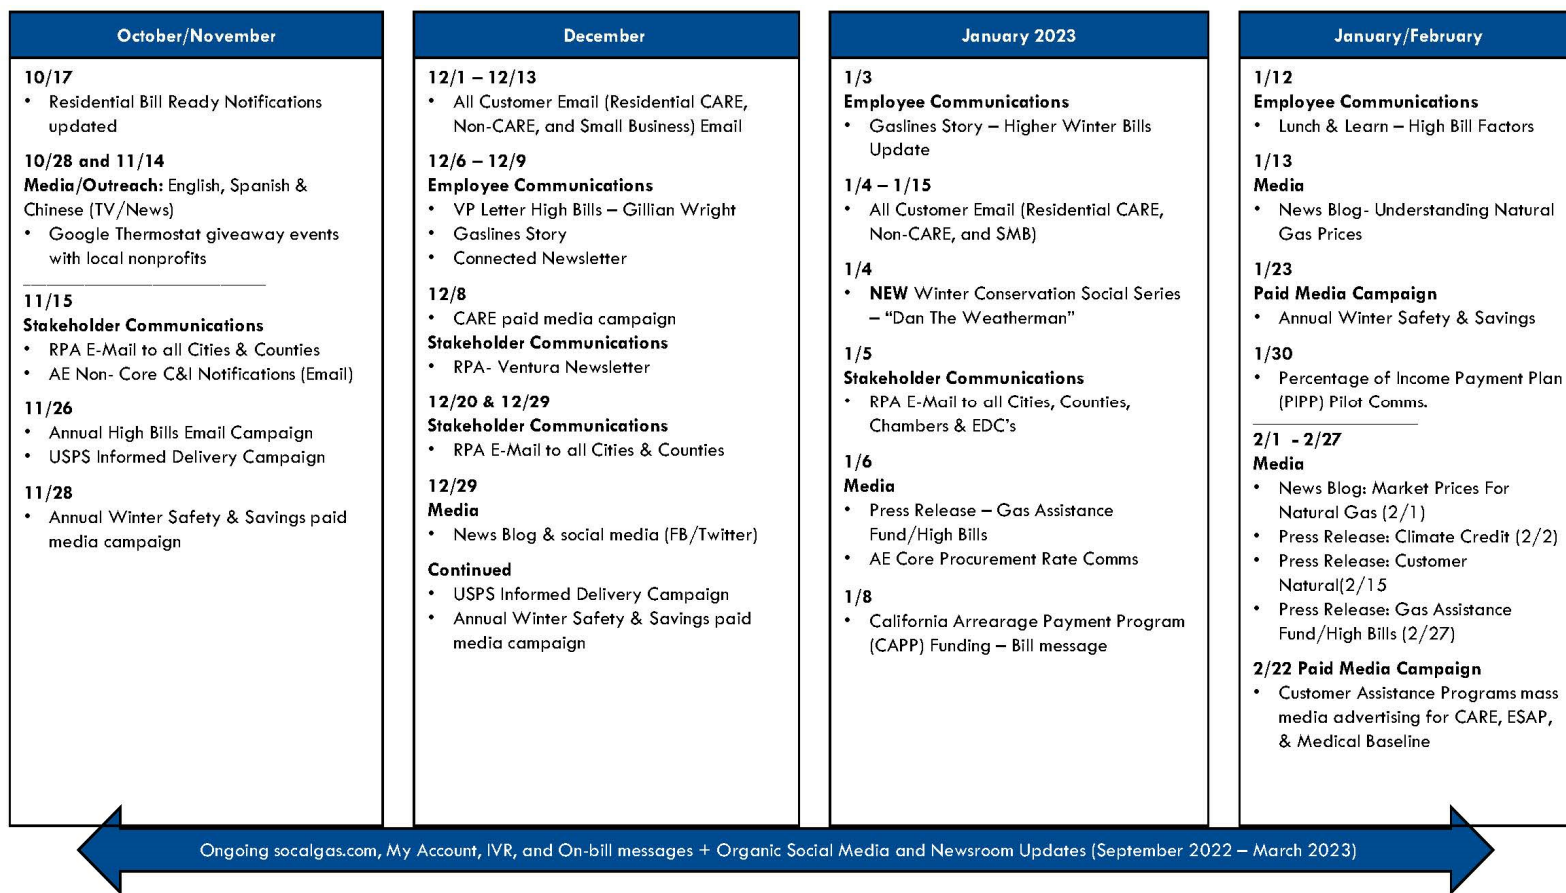 October/November
10/17
• Residential Bill Ready Notifications
updated
10/28 and 11/14
Media/Outreach: English, Spanish &
Chinese (TV/News)
• Google Thermostat giveaway events
with local nonprofits
11/15
Stakeholder Communications
• RPA E-Mail to all Cities & Counties
• AE Non- Core C&I Notifications (Email)
11/26
• Annual High Bills Email Campaign
• USPS Informed Delivery Campaign
11/28
• Annual Winter Safety & Savings paid
media campaign
December
12/1 – 12/13
• All Customer Email (Residential CARE,
Non-CARE, and Small Business) Email
12/6 – 12/9
Employee Communications
• VP Letter High Bills – Gillian Wright
• Gaslines Story
• Connected Newsletter
12/8
• CARE paid media campaign
Stakeholder Communications
• RPA- Ventura Newsletter
12/20 & 12/29
Stakeholder Communications
• RPA E-Mail to all Cities & Counties
12/29
Media
• News Blog & social media (FB/Twitter)
Continued
• USPS Informed Delivery Campaign
• Annual Winter Safety & Savings paid
media campaign
January 2023
1/3
Employee Communications
• Gaslines Story – Higher Winter Bills
Update
1/4 – 1/15
• All Customer Email (Residential CARE,
Non-CARE, and SMB)
1/4
• NEW Winter Conservation Social Series
– “Dan The Weatherman”
1/5
Stakeholder Communications
• RPA E-Mail to all Cities, Counties,
Chambers & EDC’s
1/6
Media
• Press Release – Gas Assistance
Fund/High Bills
• AE Core Procurement Rate Comms
1/8
• California Arrearage Payment Program
(CAPP) Funding – Bill message
January/February
1/12
Employee Communications
• Lunch & Learn – High Bill Factors
1/13
Media
• News Blog- Understanding Natural
Gas Prices
1/23
Paid Media Campaign
• Annual Winter Safety & Savings
1/30
• Percentage of Income Payment Plan
(PIPP) Pilot Comms.
2/1 - 2/27
Media
• News Blog: Market Prices For
Natural Gas (2/1)
• Press Release: Climate Credit (2/2)
• Press Release: Customer
Natural(2/15
• Press Release: Gas Assistance
Fund/High Bills (2/27)
2/22 Paid Media Campaign
• Customer Assistance Programs mass
media advertising for CARE, ESAP,
& Medical Baseline
Ongoing socalgas.com, My Account, IVR, and On-bill messages + Organic Social Media and Newsroom Updates (September 2022 – March 2023)